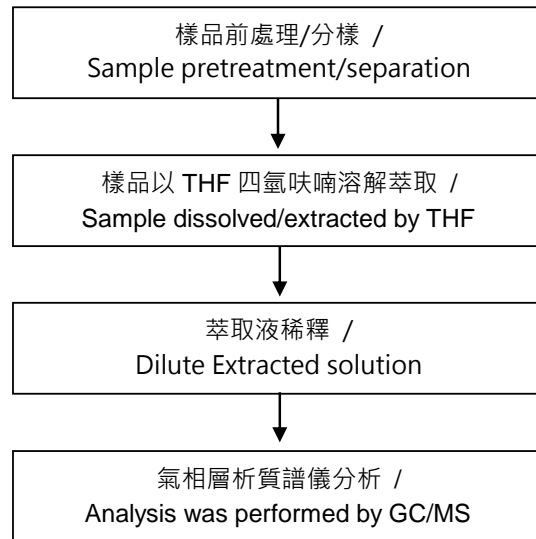 樣品前處理/分樣 /
Sample pretreatment/separation
樣品以 THF 四氫呋喃溶解萃取 /
Sample dissolved/extracted by THF
萃取液稀釋 /
Dilute Extracted solution
氣相層析質譜儀分析 /
Analysis was performed by GC/MS